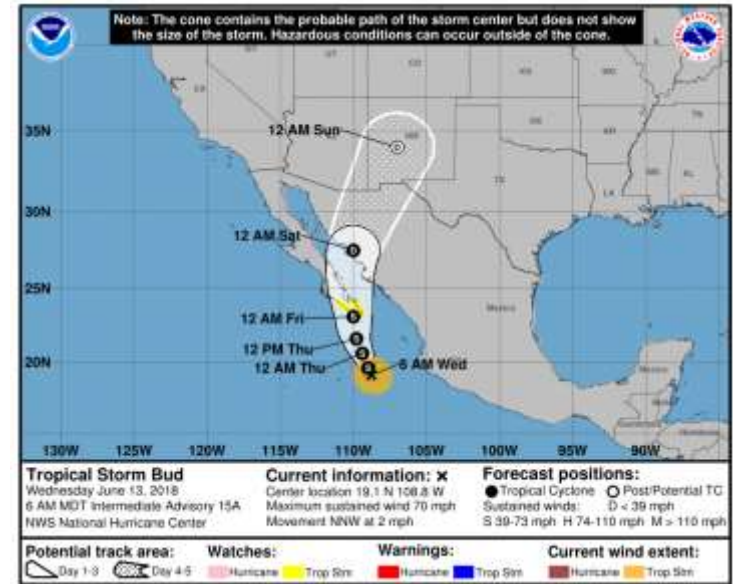 Note: The cone contains the probable path of the storm center but does not show
the size of the storm. Hazardous conditions can occur outside of the cone.
35N
12 AM Sun
30N
12 AM Sat
25N
12 AM Fri
12 PM Thu
20N
12 AM Thu
6 AM Wed
TX
LA
Mexico
Mexico
130W 125W 120W 115W 110W 105W 100W 95W 90W
Tropical Storm Bud
Wednesday June 13, 2018
6 AM MDT Intermediate Advisory 15A
NWS National Hurricane Center
Current information: x
Center location 19.1 N 108.8 W
Maximum sustained wind 70 mph
Movement NNW at 2 mph
Forecast positions:
Tropical Cyclone Post/Potential TC
Sustained winds: D < 39 mph
S 39-73 mph H 74-110 mph M > 110 mph
Potential track area:
Day 1-3 Day 4-5
Watches:
Hurricane Trop Stm
Warnings:
Hurricane Trop Stm
Current wind extent:
Hurricane Trop Stm